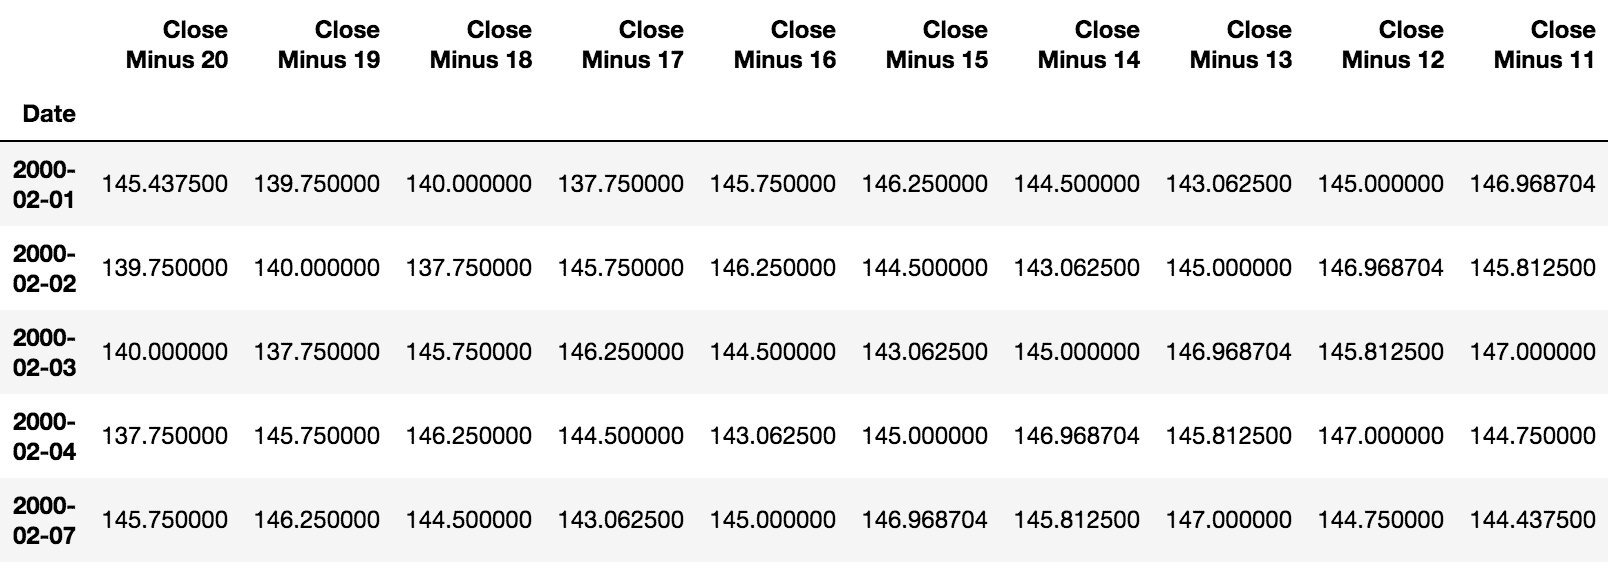 Close Close Close Close Close Close Close Close Close Close
Minus 20 Minus 19 Minus 18 Minus 17 Minus 16 Minus 15 Minus 14 Minus 13 Minus 12 Minus 11
Date
2000-
145.437500 139.750000 140.000000 137.750000 145.750000 146.250000 144.500000 143.062500 145.000000 146.968704
02-01
2000-
139.750000 140.000000 137.750000 145.750000 146.250000 144.500000 143.062500 145.000000 146.968704 145.812500
02-02
2000-
140.000000 137.750000 145.750000 146.250000 144.500000 143.062500 145.000000 146.968704 145.812500 147.000000
02-03
2000-
137.750000 145.750000 146.250000 144.500000 143.062500 145.000000 146.968704 145.812500 147.000000 144.750000
02-04
2000-
145.750000 146.250000 144.500000 143.062500 145.000000 146.968704 145.812500 147.000000 144.750000 144.437500
02-07